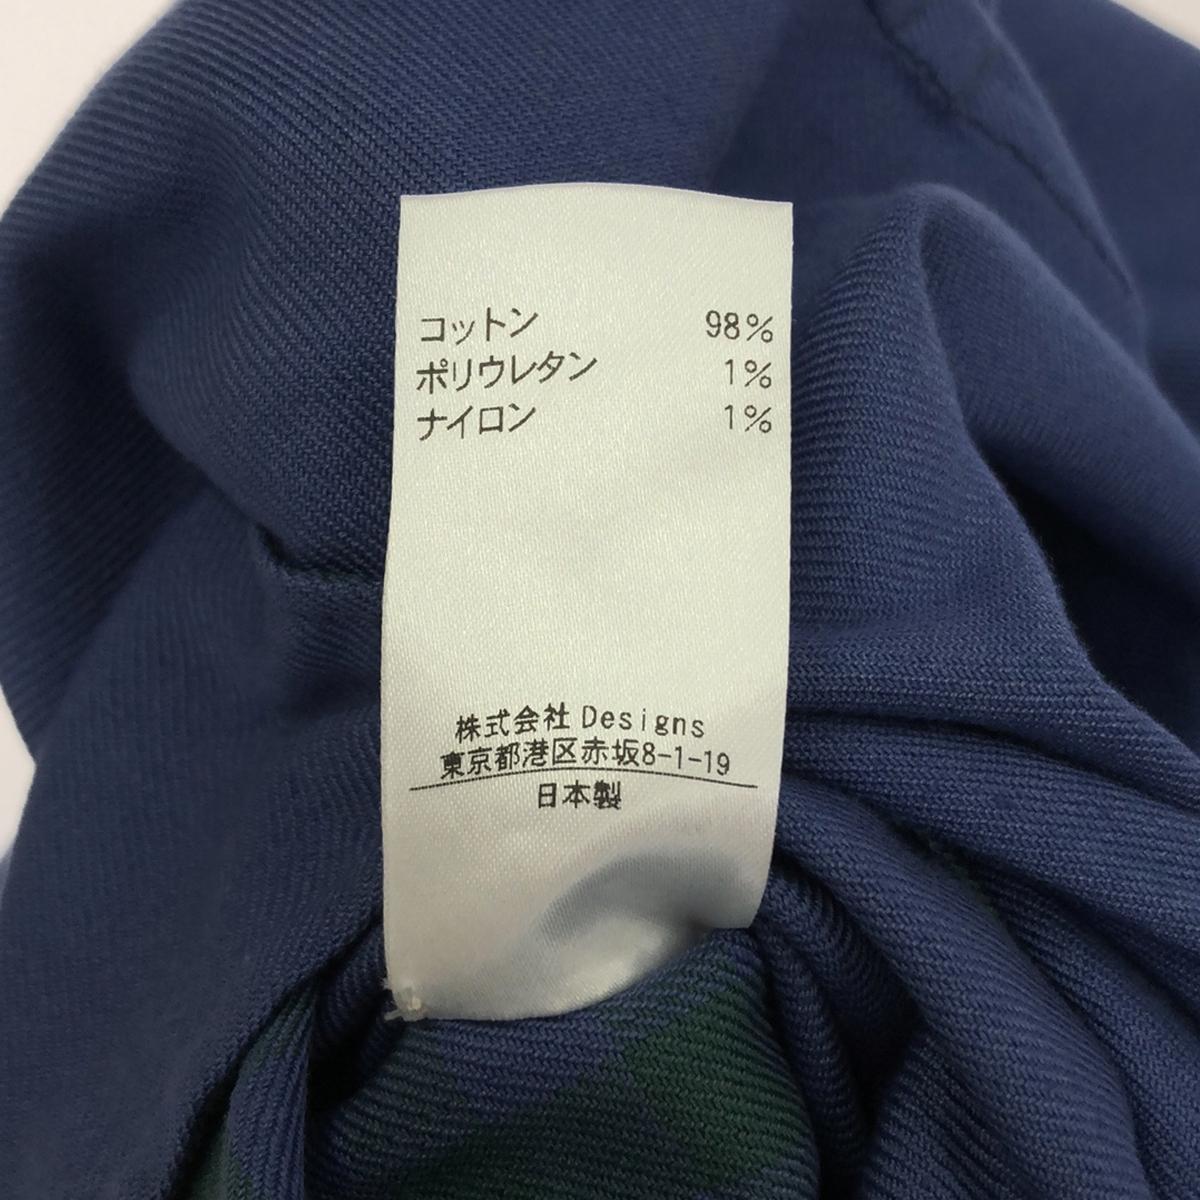 コットン 98%
ポリウレタン 1%
ナイロン 1%
株式会社 Designs
東京都港区赤坂8-1-19
日本製